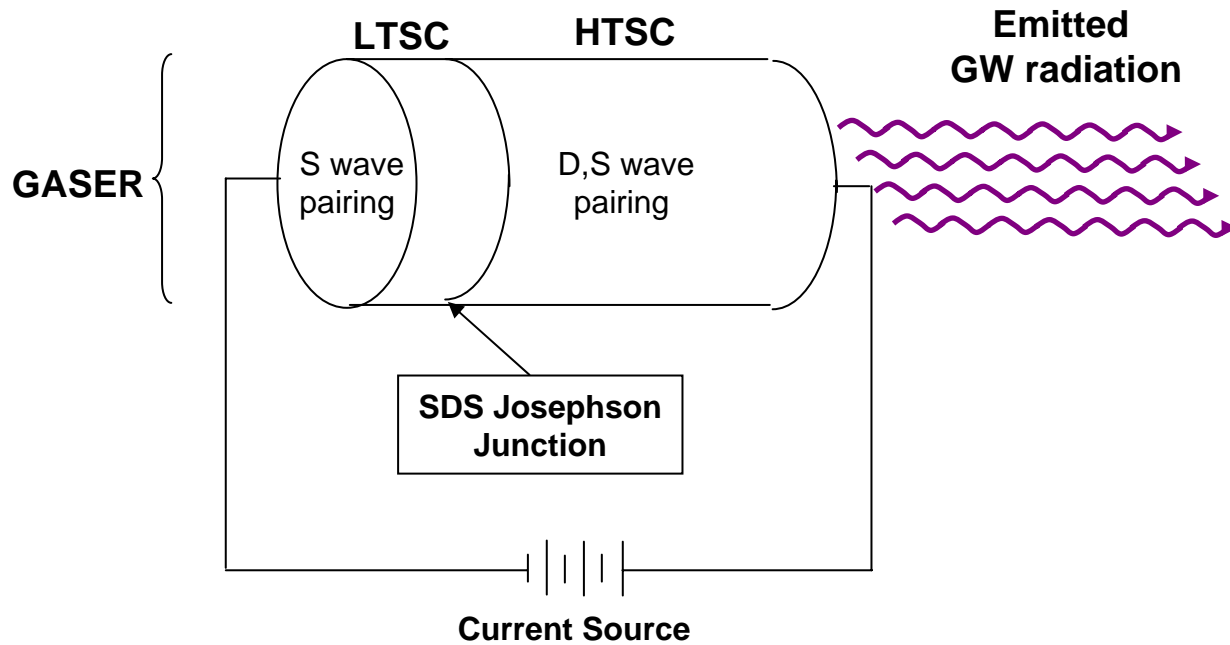 LTSC
HTSC
Emitted
GW radiation
GASER
S wave
pairing
D,S wave
pairing
SDS Josephson
Junction
Current Source